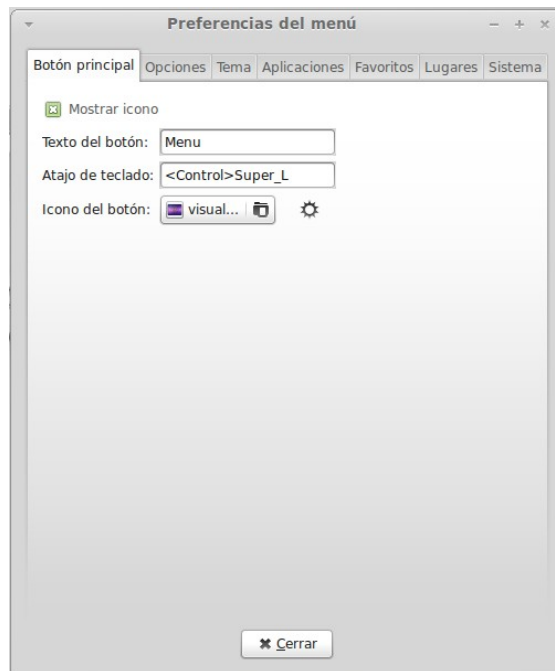 Preferencias del menú
Botón principal Opciones Tema Aplicaciones Favoritos Lugares Sistema
Mostrar icono
Texto del botón: Menu
Atajo de teclado: <Control>Super_L
Icono del botón: visual...
Cerrar